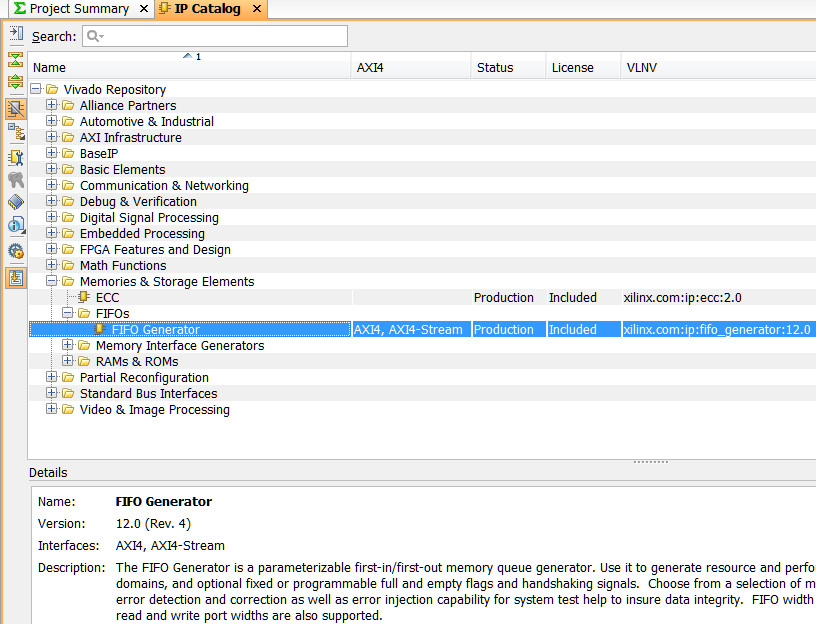 Project Summary × IP Catalog ×
Search:
Name 1 AXI4 Status License VLNV
Vivado Repository
Alliance Partners
Automotive & Industrial
AXI Infrastructure
BaseIP
Basic Elements
Communication & Networking
Debug & Verification
Digital Signal Processing
Embedded Processing
FPGA Features and Design
Math Functions
Memories & Storage Elements
ECC Production Included xilinx.com:ip:ecc:2.0
FIFOs
FIFO Generator AXI4, AXI4-Stream Production Included xilinx.com:ip:fifo_generator:12.0
Memory Interface Generators
RAMs & ROMs
Partial Reconfiguration
Standard Bus Interfaces
Video & Image Processing
Details
Name: FIFO Generator
Version: 12.0 (Rev. 4)
Interfaces: AXI4, AXI4-Stream
Description: The FIFO Generator is a parameterizable first-in/first-out memory queue generator. Use it to generate resource and perfo
domains, and optional fixed or programmable full and empty flags and handshaking signals. Choose from a selection of m
error detection and correction as well as error injection capability for system test help to insure data integrity. FIFO width
read and write port widths are also supported.